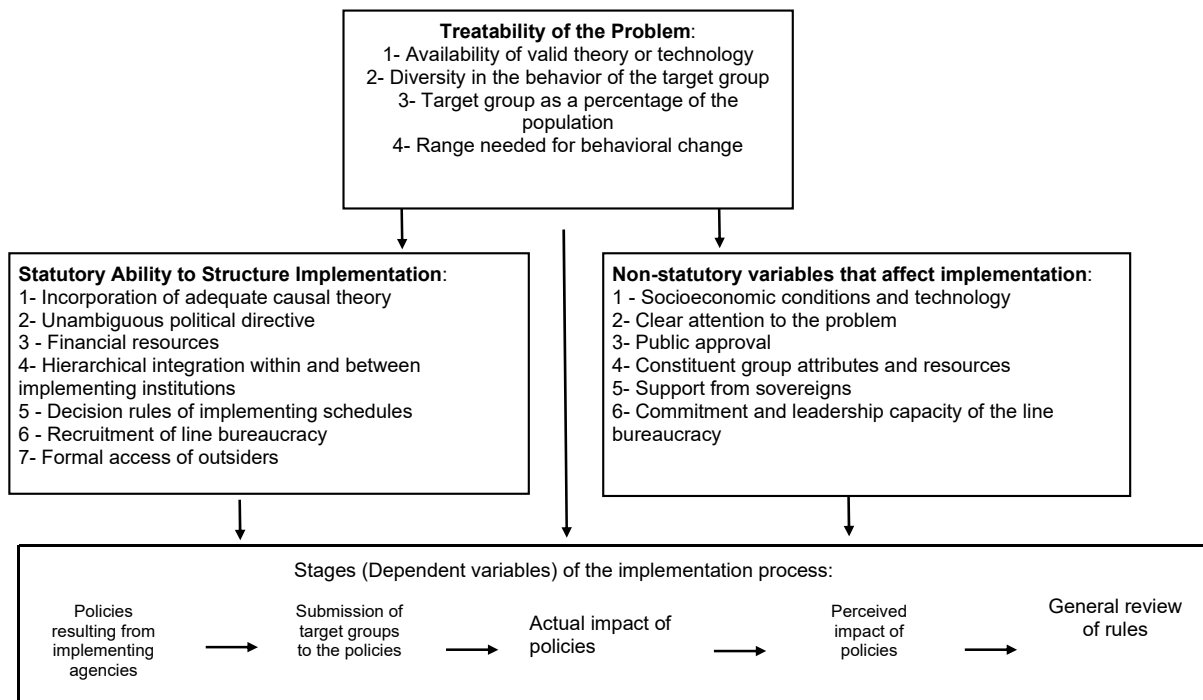 Treatability of the Problem:
1- Availability of valid theory or technology
2- Diversity in the behavior of the target group
3- Target group as a percentage of the
population
4- Range needed for behavioral change
Statutory Ability to Structure Implementation:
1- Incorporation of adequate causal theory
2- Unambiguous political directive
3 - Financial resources
4- Hierarchical integration within and between
implementing institutions
5 - Decision rules of implementing schedules
6 - Recruitment of line bureaucracy
7- Formal access of outsiders
Non-statutory variables that affect implementation:
1 - Socioeconomic conditions and technology
2- Clear attention to the problem
3- Public approval
4- Constituent group attributes and resources
5- Support from sovereigns
6- Commitment and leadership capacity of the line
bureaucracy
Stages (Dependent variables) of the implementation process:
Policies
resulting from
implementing
agencies
Submission of
target groups
to the policies
Actual impact of
policies
Perceived
impact of
policies
General review
of rules